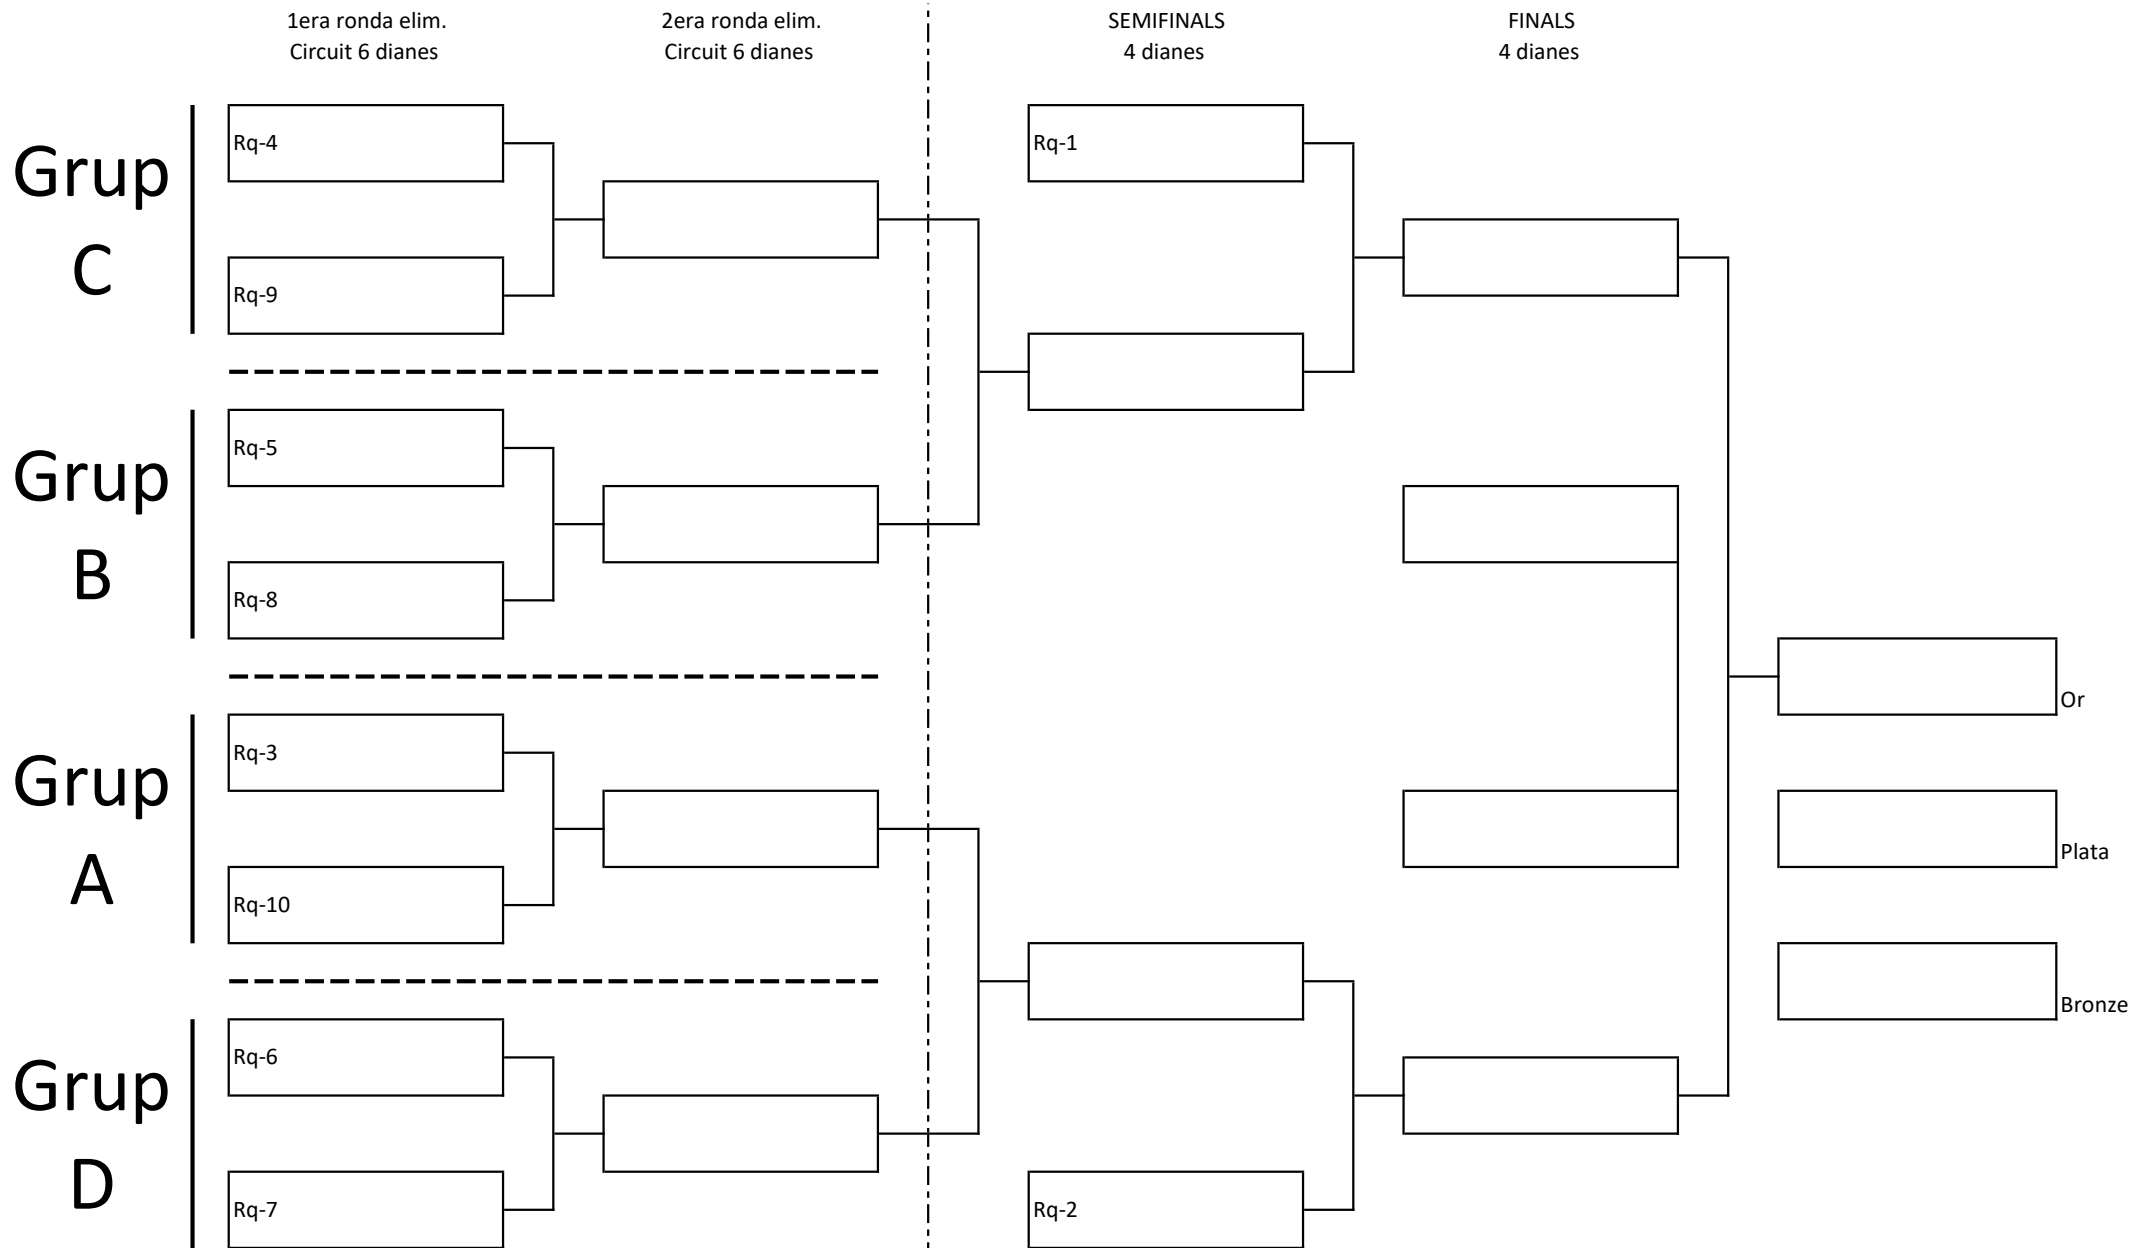 1era ronda elim.
Circuit 6 dianes
2era ronda elim.
Circuit 6 dianes
SEMIFINALS
4 dianes
FINALS
4 dianes
Grup
C
Rq-4
Rq-9
Rq-1
Grup
B
Rq-5
Rq-8
Grup
A
Rq-3
Rq-10
Grup
D
Rq-6
Rq-7
Rq-2
Or
Plata
Bronze